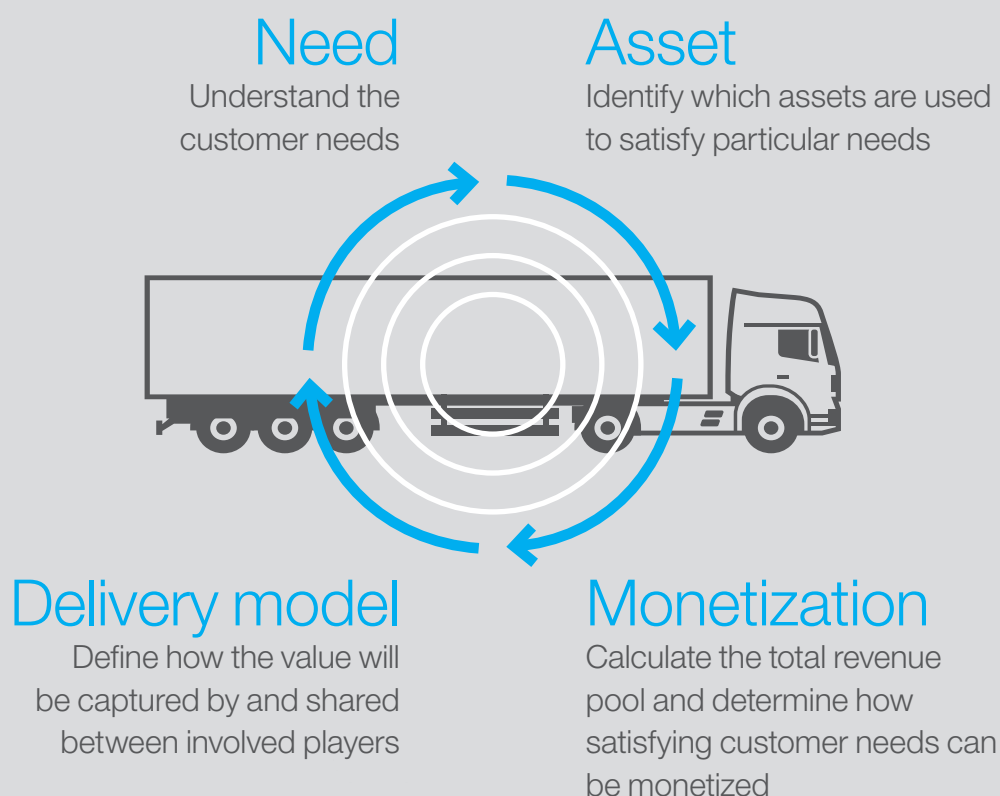 Need
Understand the
customer needs
Asset
Identify which assets are used
to satisfy particular needs
Delivery model
Define how the value will
be captured by and shared
between involved players
Monetization
Calculate the total revenue
pool and determine how
satisfying customer needs can
be monetized